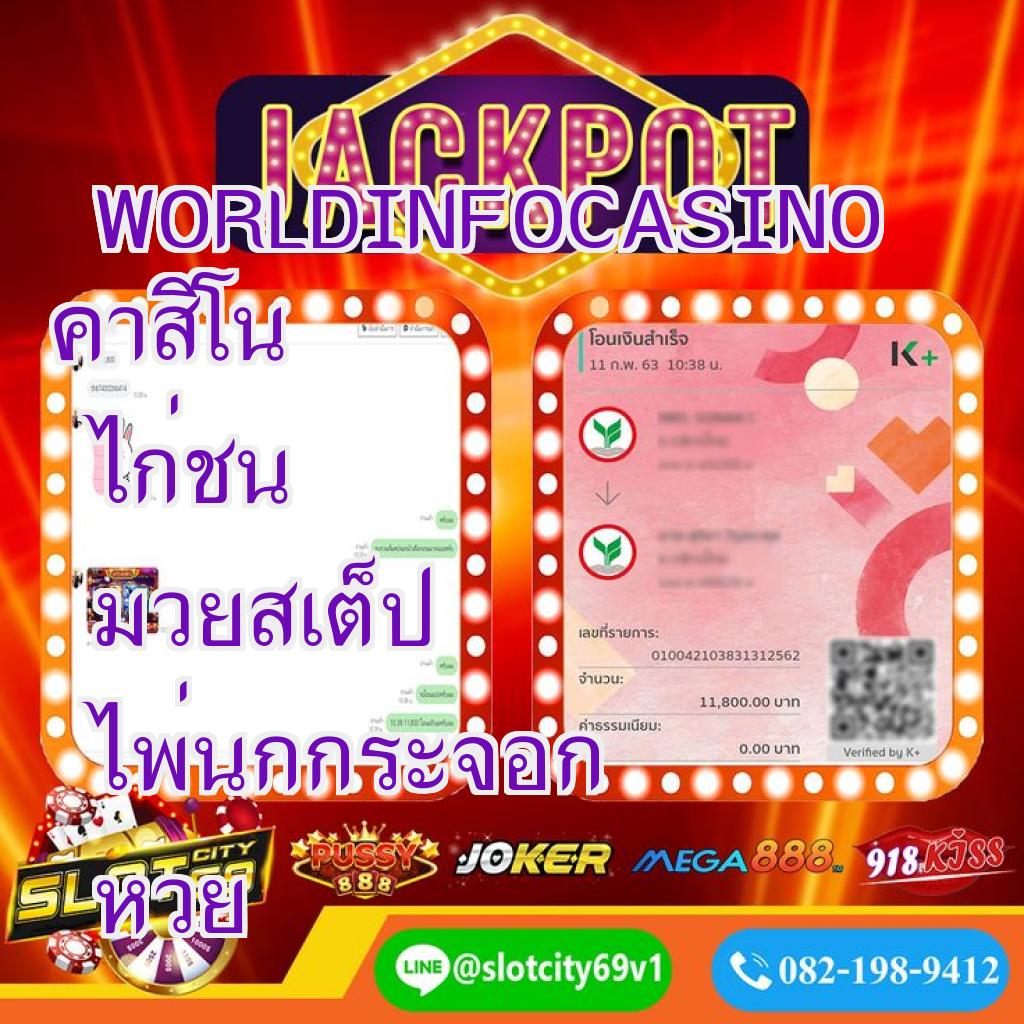 JACKPOT
WORLDINFOCASINO
คาสิโน
ไก่ชน
มวยสเต็ป
ไพ่นกกระจอก
หวย
โอนเงินสำเร็จ
11 ก.พ. 63 10:38 น.
K+
เลขที่รายการ:
010042103831312562
จำนวน:
11,800.00 บาท
ค่าธรรมเนียม:
0.00 บาท
Verified by K+
SLOT CITY
PUSSY 888
JOKER
MEGA888
918KISS
LINE @slotcity69v1
082-198-9412